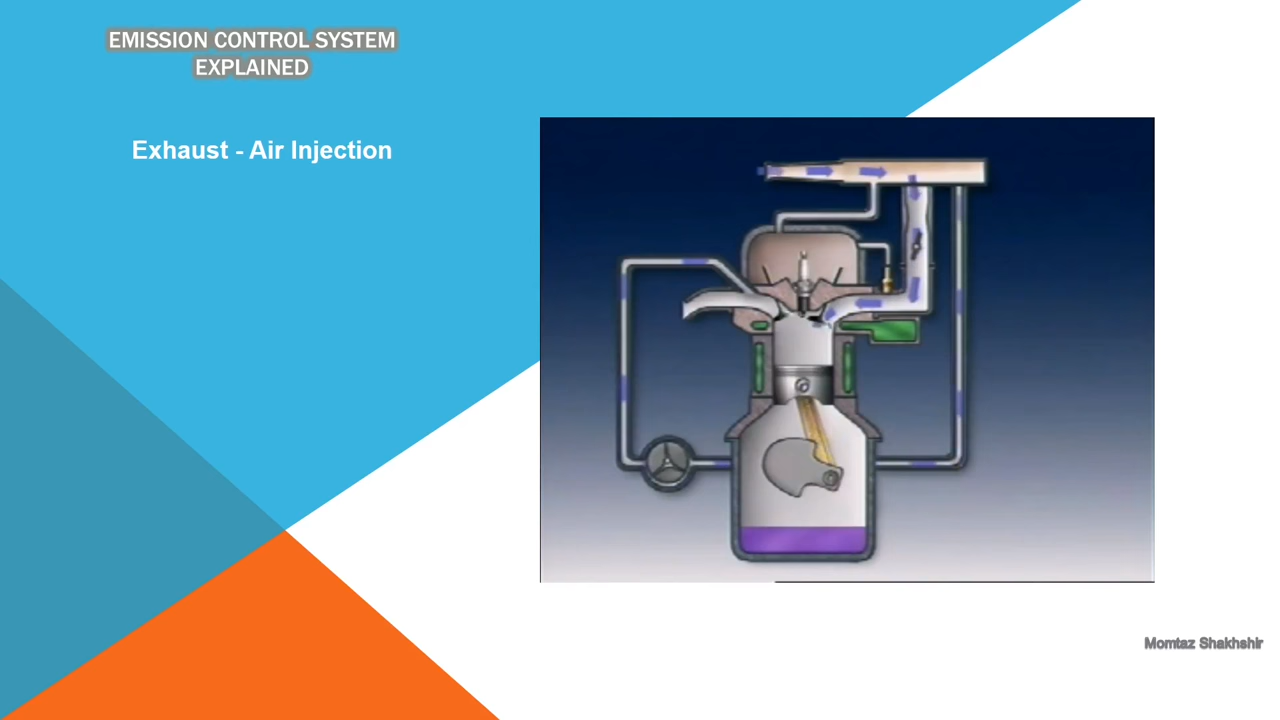 EMISSION CONTROL SYSTEM
EXPLAINED
Exhaust - Air Injection
Momtaz Shakhshir